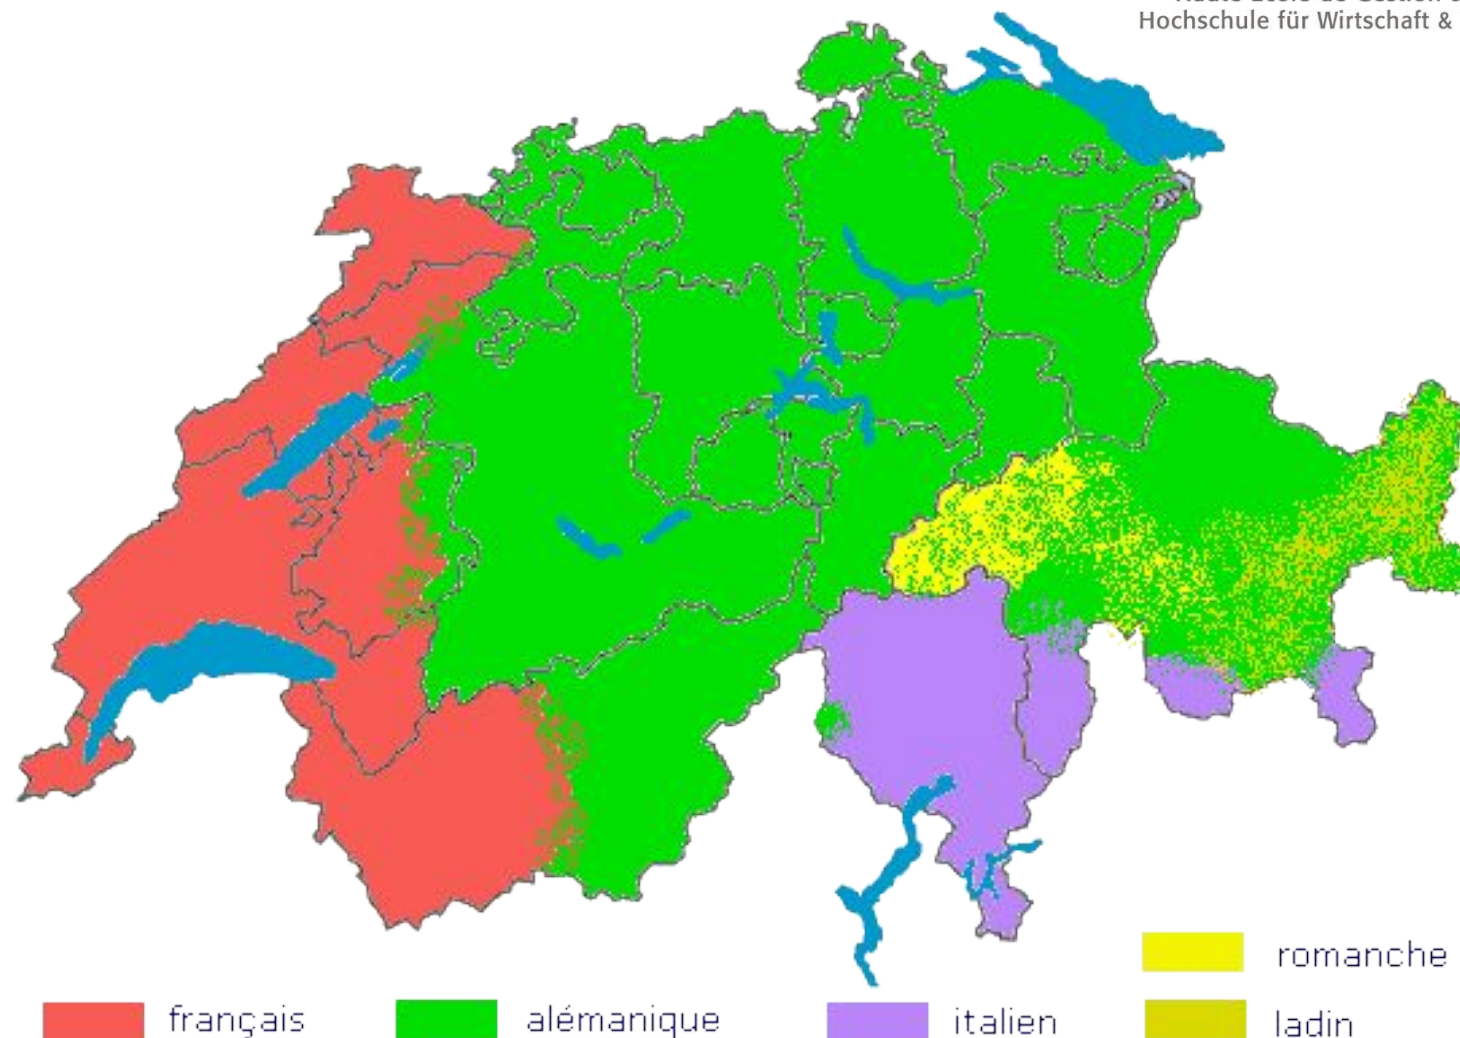 Hochschule für Wirtschaft &
romanche
français
alémanique
italien
ladin